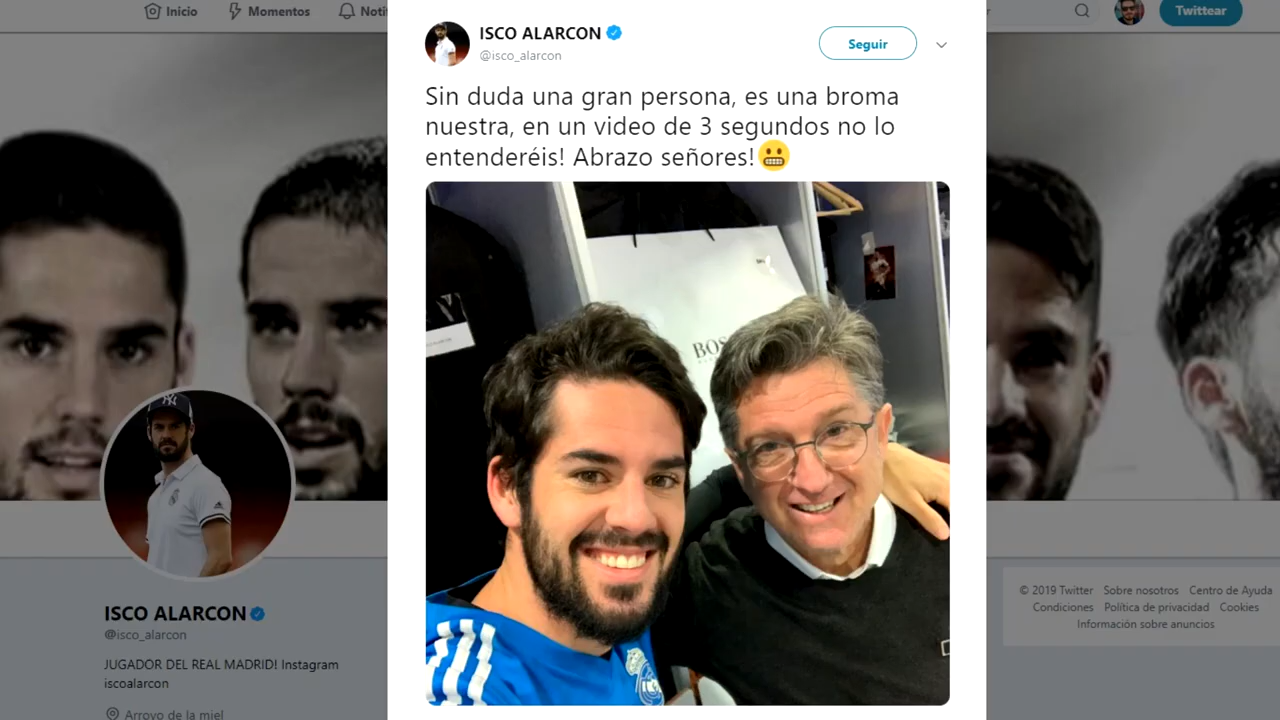 Inicio
Momentos
Noti
Twittear
ISCO ALARCON
@isco_alarcon
Seguir
Sin duda una gran persona, es una broma
nuestra, en un video de 3 segundos no lo
entenderéis! Abrazo señores!😬
BOS
ISCO ALARCON
@isco_alarcon
JUGADOR DEL REAL MADRID! Instagram
iscoalarcon
Arroyo de la miel
© 2019 Twitter Sobre nosotros Centro de Ayuda
Condiciones Política de privacidad Cookies
Información sobre anuncios